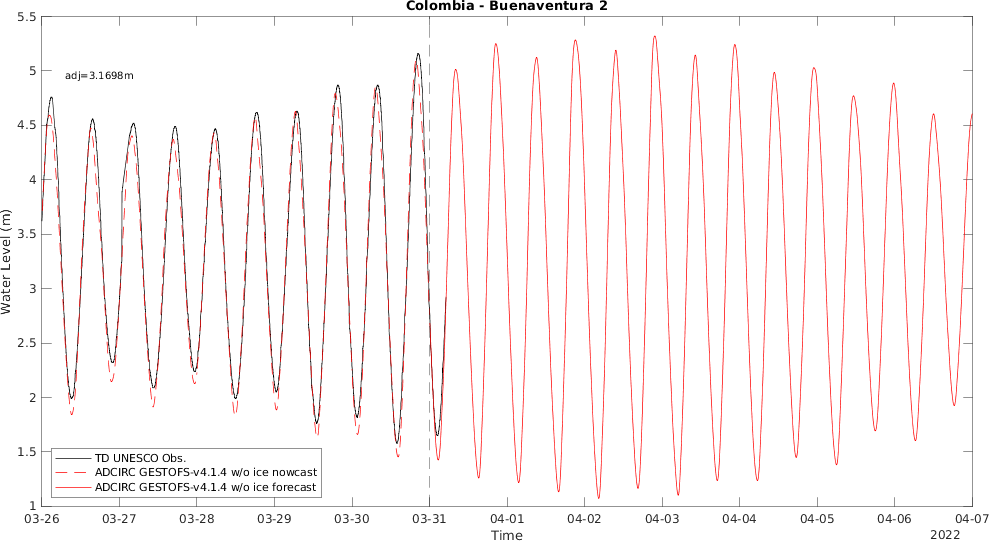 Colombia - Buenaventura 2
5.5
5
4.5
4
3.5
3
2.5
2
1.5
1
Water Level (m)
adj=3.1698m
TD UNESCO Obs.
ADCIRC GESTOFS-v4.1.4 w/o ice nowcast
ADCIRC GESTOFS-v4.1.4 w/o ice forecast
03-26 03-27 03-28 03-29 03-30 03-31 04-01 04-02 04-03 04-04 04-05 04-06 04-07
Time
2022